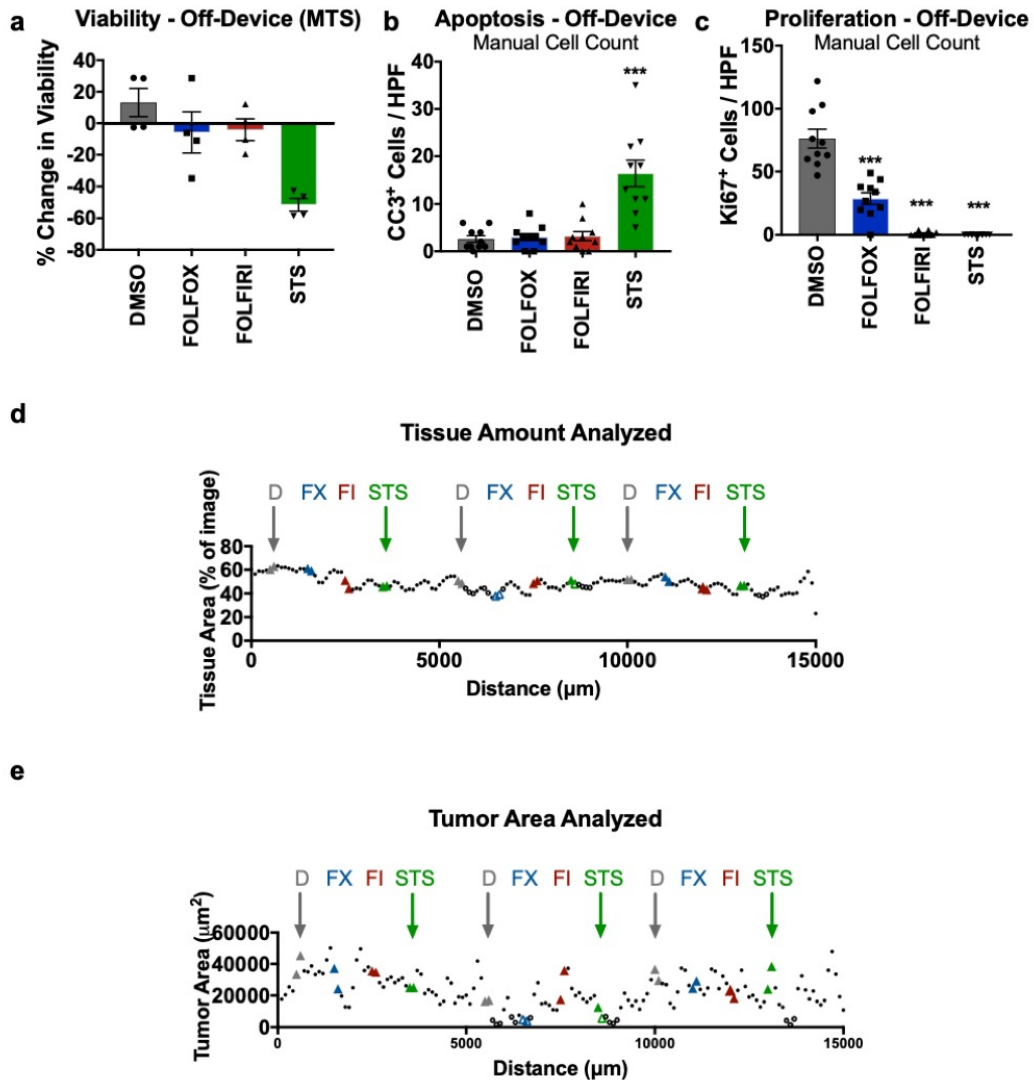 a
Viability - Off-Device (MTS)
% Change in Viability
40
20
0
-20
-40
-60
-80
DMSO
FOLFOX
FOLFIRI
STS
b
Apoptosis - Off-Device
Manual Cell Count
CC3+ Cells / HPF
40
30
20
10
0
***
DMSO
FOLFOX
FOLFIRI
STS
c
Proliferation - Off-Device
Manual Cell Count
Ki67+ Cells / HPF
150
100
50
0
***
***
***
DMSO
FOLFOX
FOLFIRI
STS
d
Tissue Amount Analyzed
D FX FI STS D FX FI STS D FX FI STS
Tissue Area (% of image)
80
60
40
20
0
0 5000 10000 15000
Distance (µm)
e
Tumor Area Analyzed
D FX FI STS D FX FI STS D FX FI STS
Tumor Area (µm²)
60000
40000
20000
0
0 5000 10000 15000
Distance (µm)